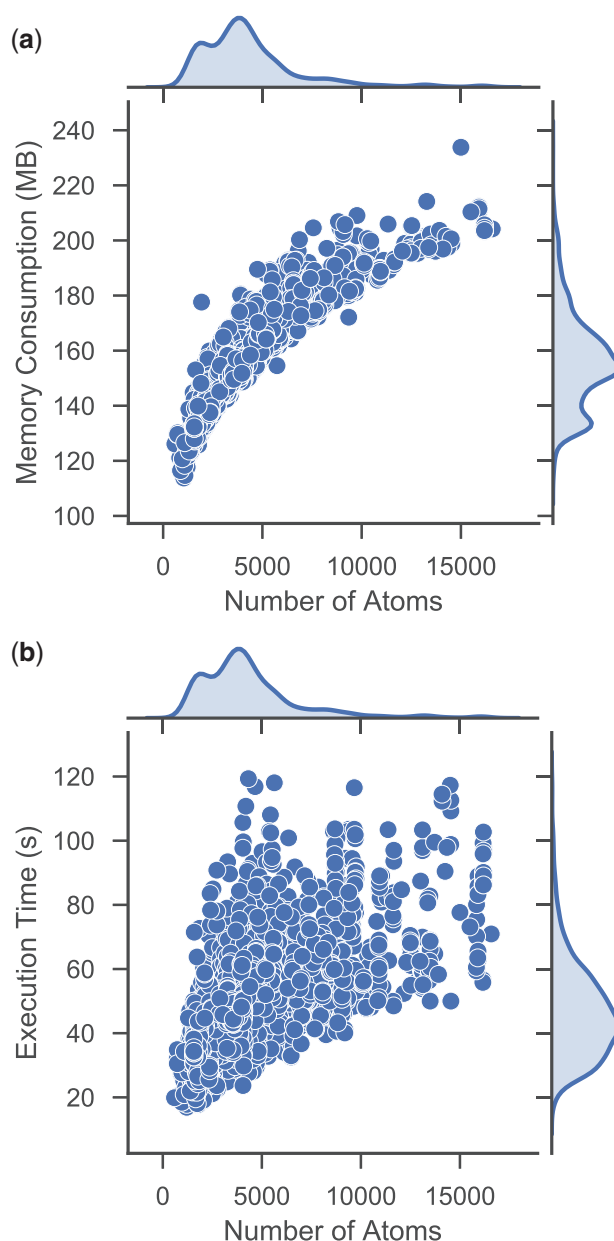 (a)
Memory Consumption (MB)
240
220
200
180
160
140
120
100
0 5000 10000 15000
Number of Atoms
(b)
Execution Time (s)
120
100
80
60
40
20
0 5000 10000 15000
Number of Atoms